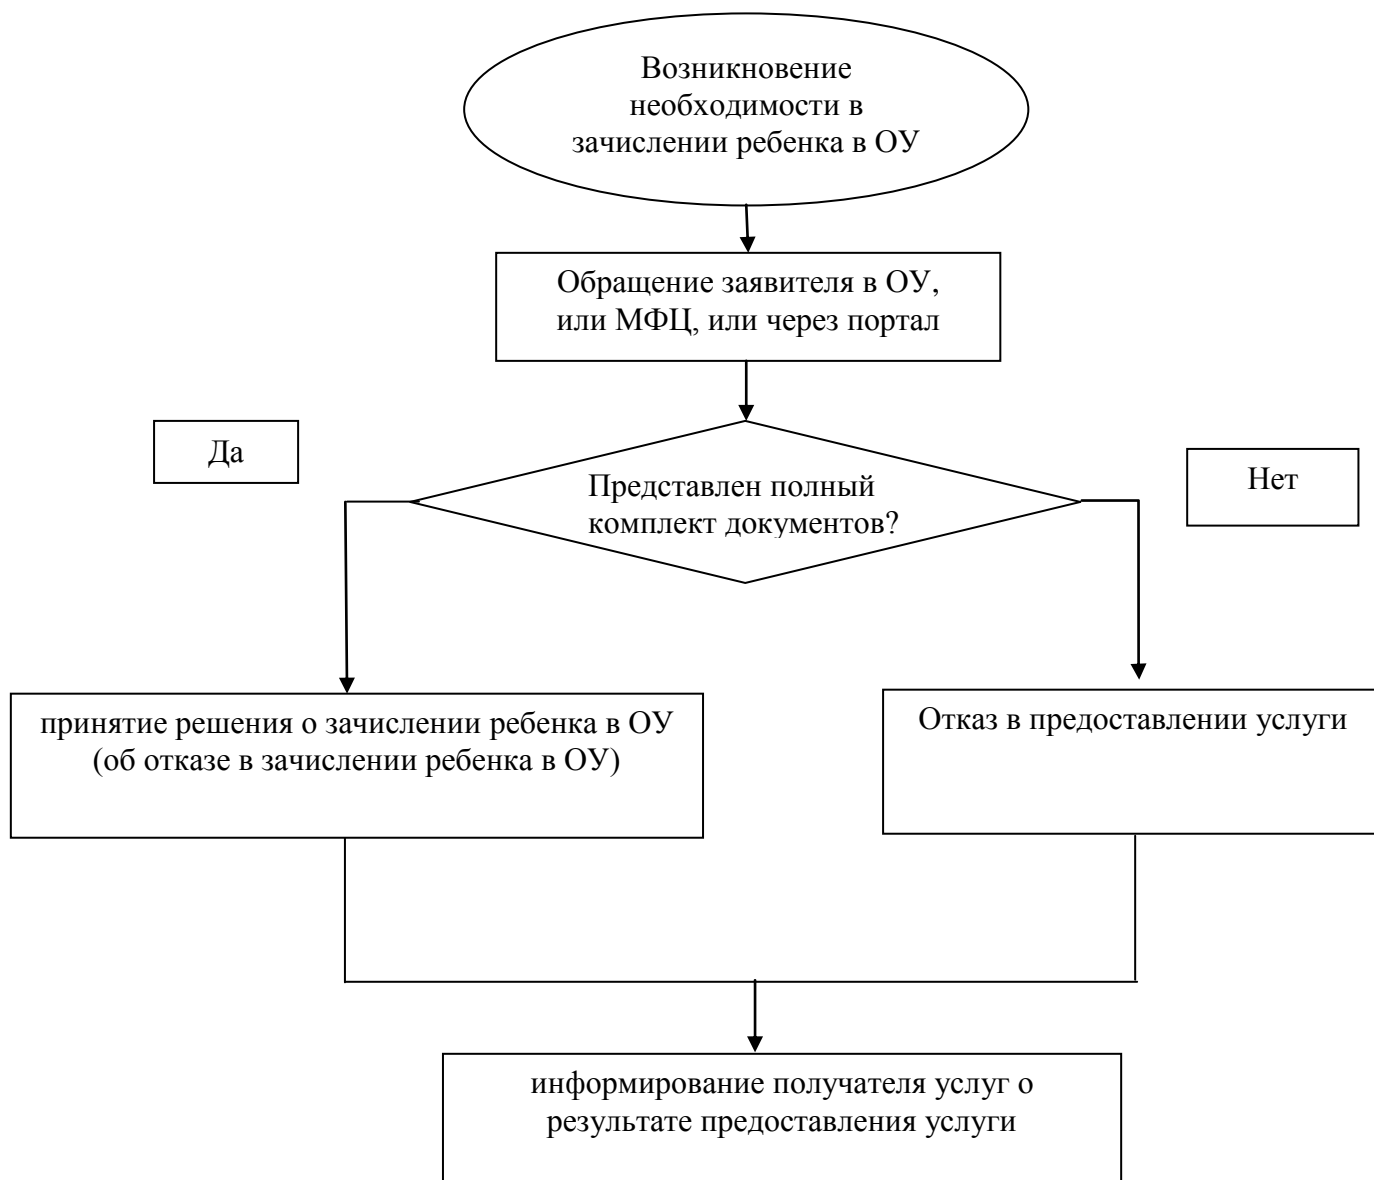 Возникновение
необходимости в
зачислении ребенка в ОУ
Обращение заявителя в ОУ,
или МФЦ, или через портал
Да
Представлен полный
комплект документов?
Нет
принятие решения о зачислении ребенка в ОУ
(об отказе в зачислении ребенка в ОУ)
Отказ в предоставлении услуги
информирование получателя услуг о
результате предоставления услуги